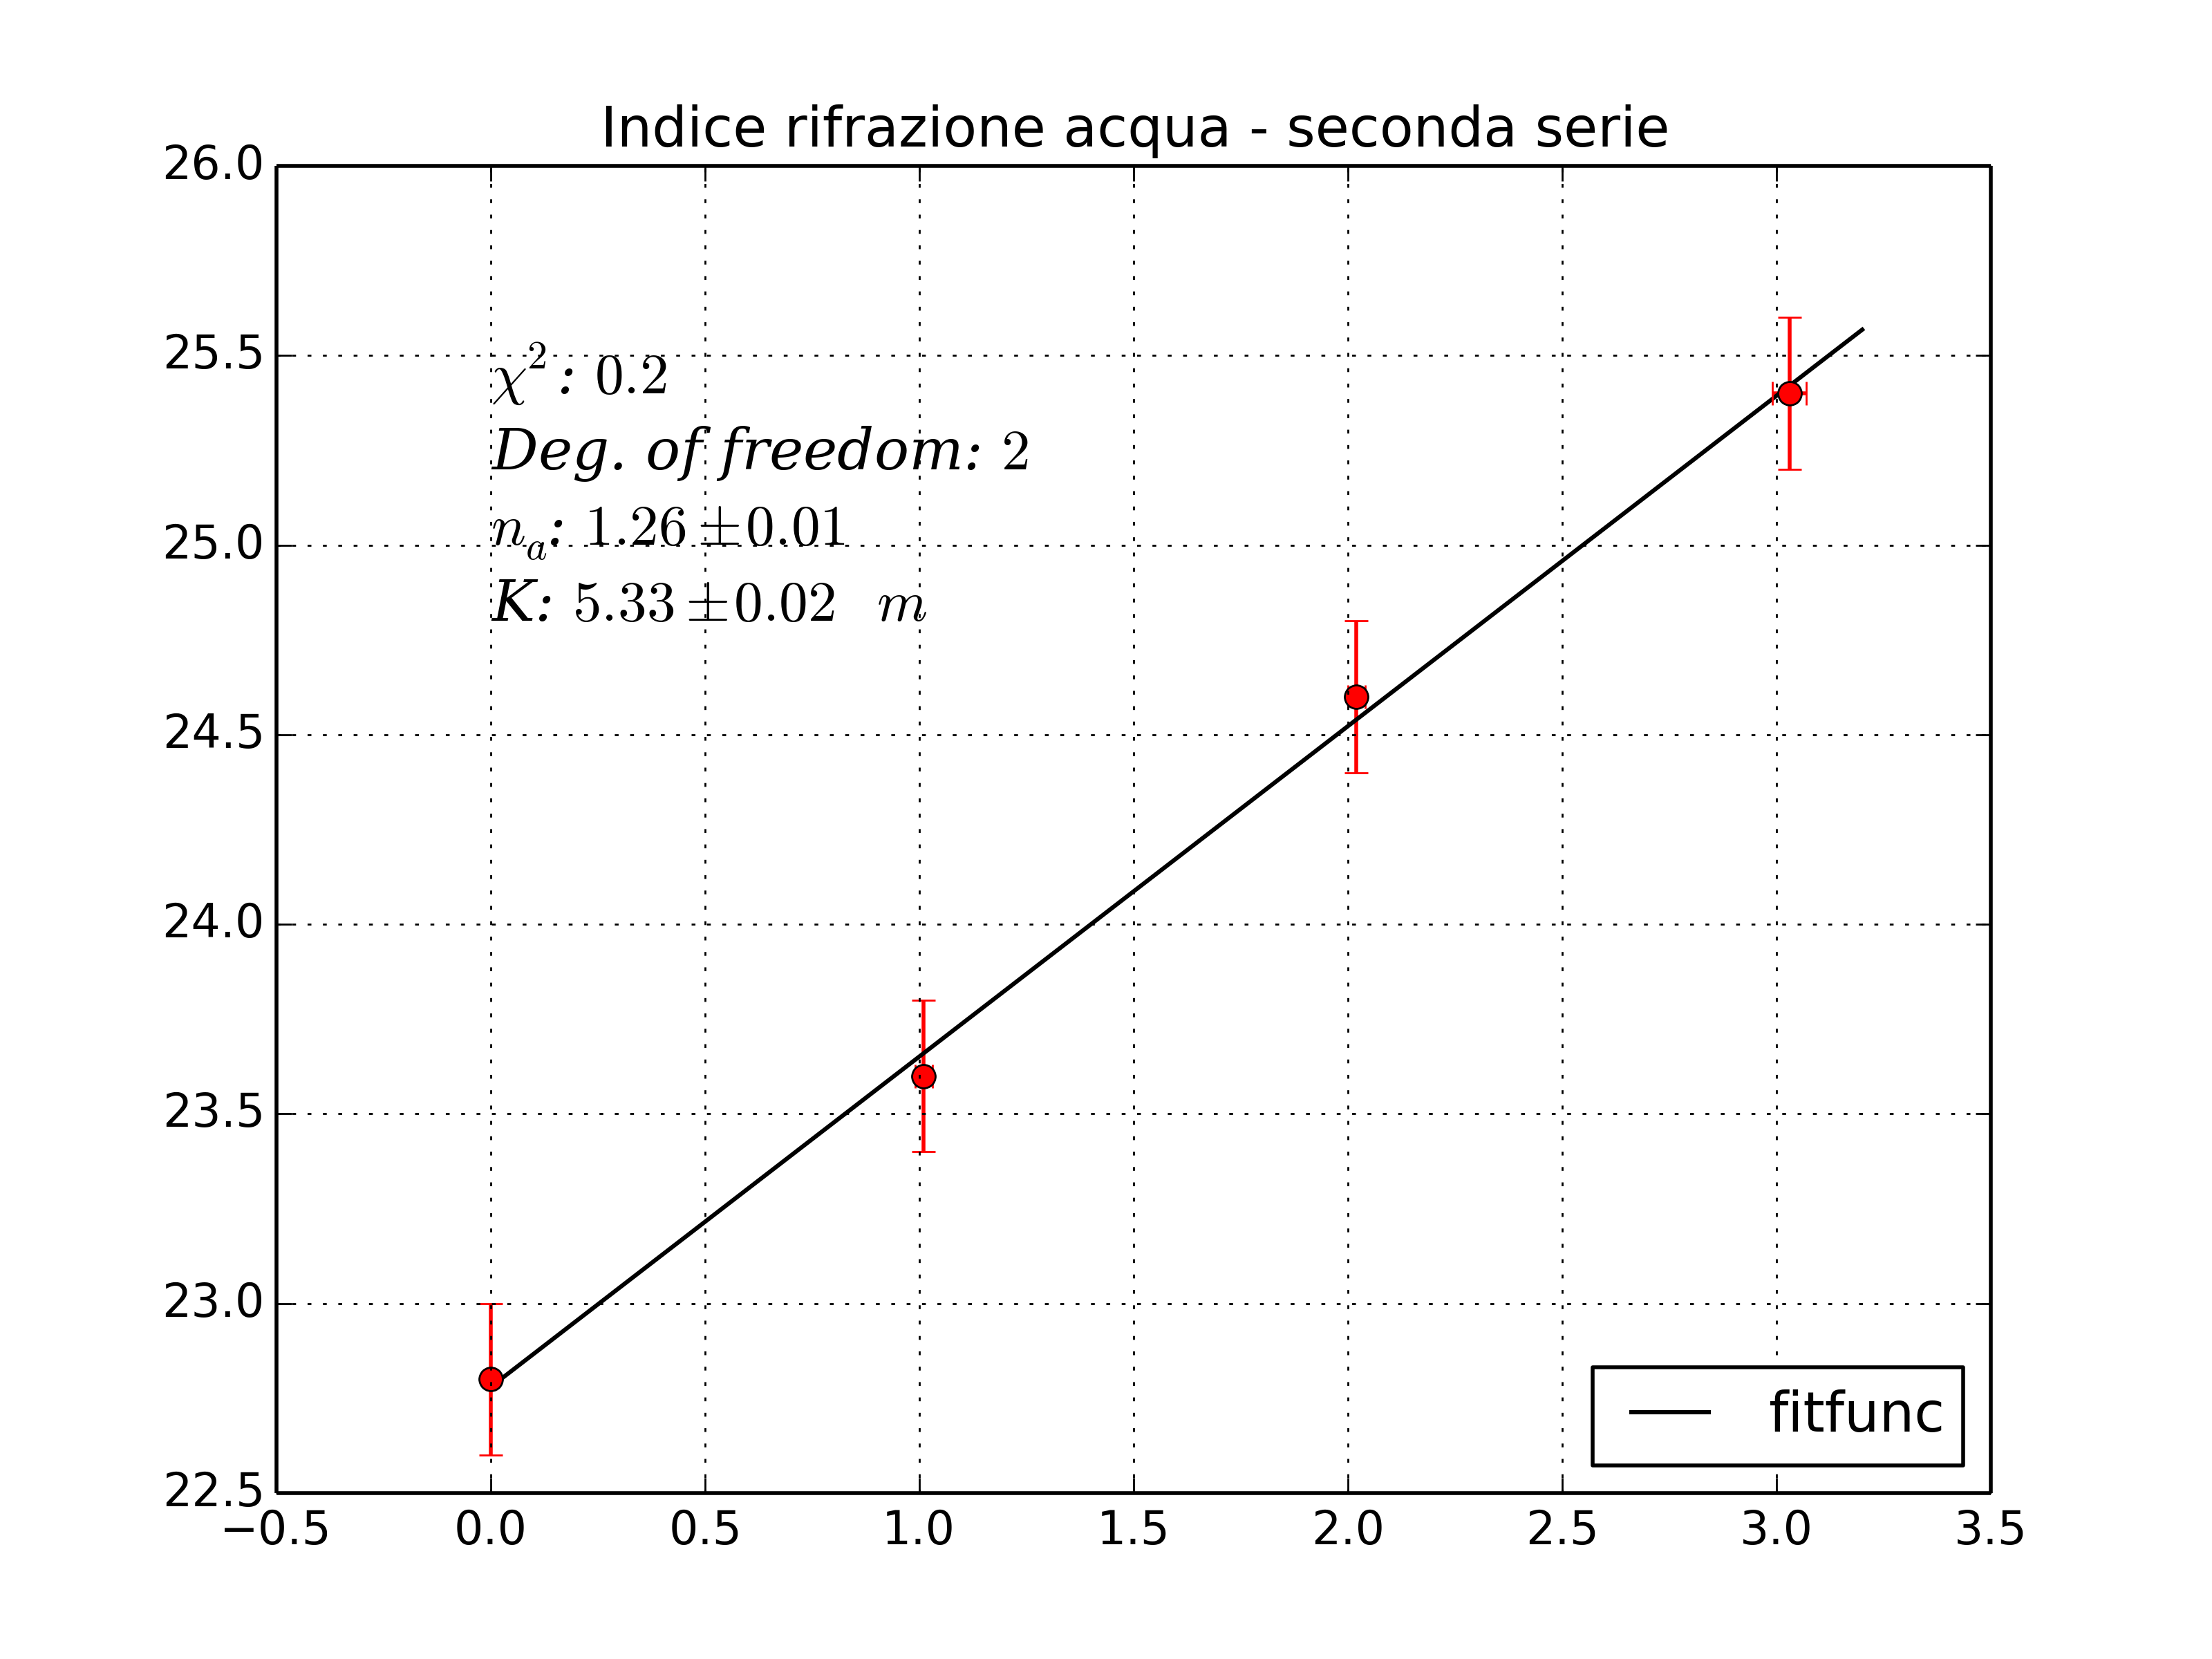 Indice rifrazione acqua - seconda serie
26.0
25.5
25.0
24.5
24.0
23.5
23.0
22.5
χ²: 0.2
Deg. of freedom: 2
nₐ: 1.26 ±0.01
K: 5.33 ±0.02 m
fitfunc
−0.5 0.0 0.5 1.0 1.5 2.0 2.5 3.0 3.5